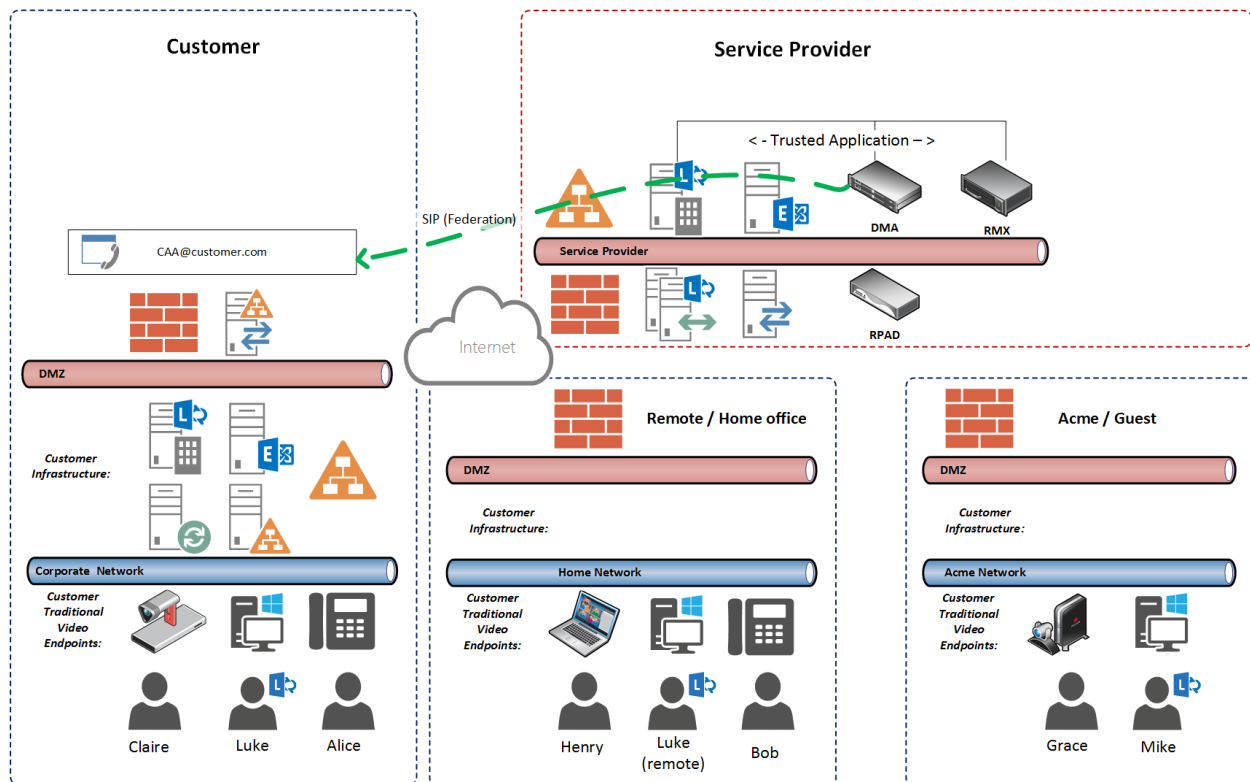 Customer
Service Provider
< - Trusted Application – >
SIP (Federation)
CAA@customer.com
DMA
RMX
Service Provider
RPAD
Internet
DMZ
Customer
Infrastructure:
Corporate Network
Customer
Traditional
Video
Endpoints:
Claire
Luke
Alice
Remote / Home office
DMZ
Customer
Infrastructure:
Home Network
Customer
Traditional
Video
Endpoints:
Henry
Luke
(remote)
Bob
Acme / Guest
DMZ
Customer
Infrastructure:
Acme Network
Customer
Traditional
Video
Endpoints:
Grace
Mike